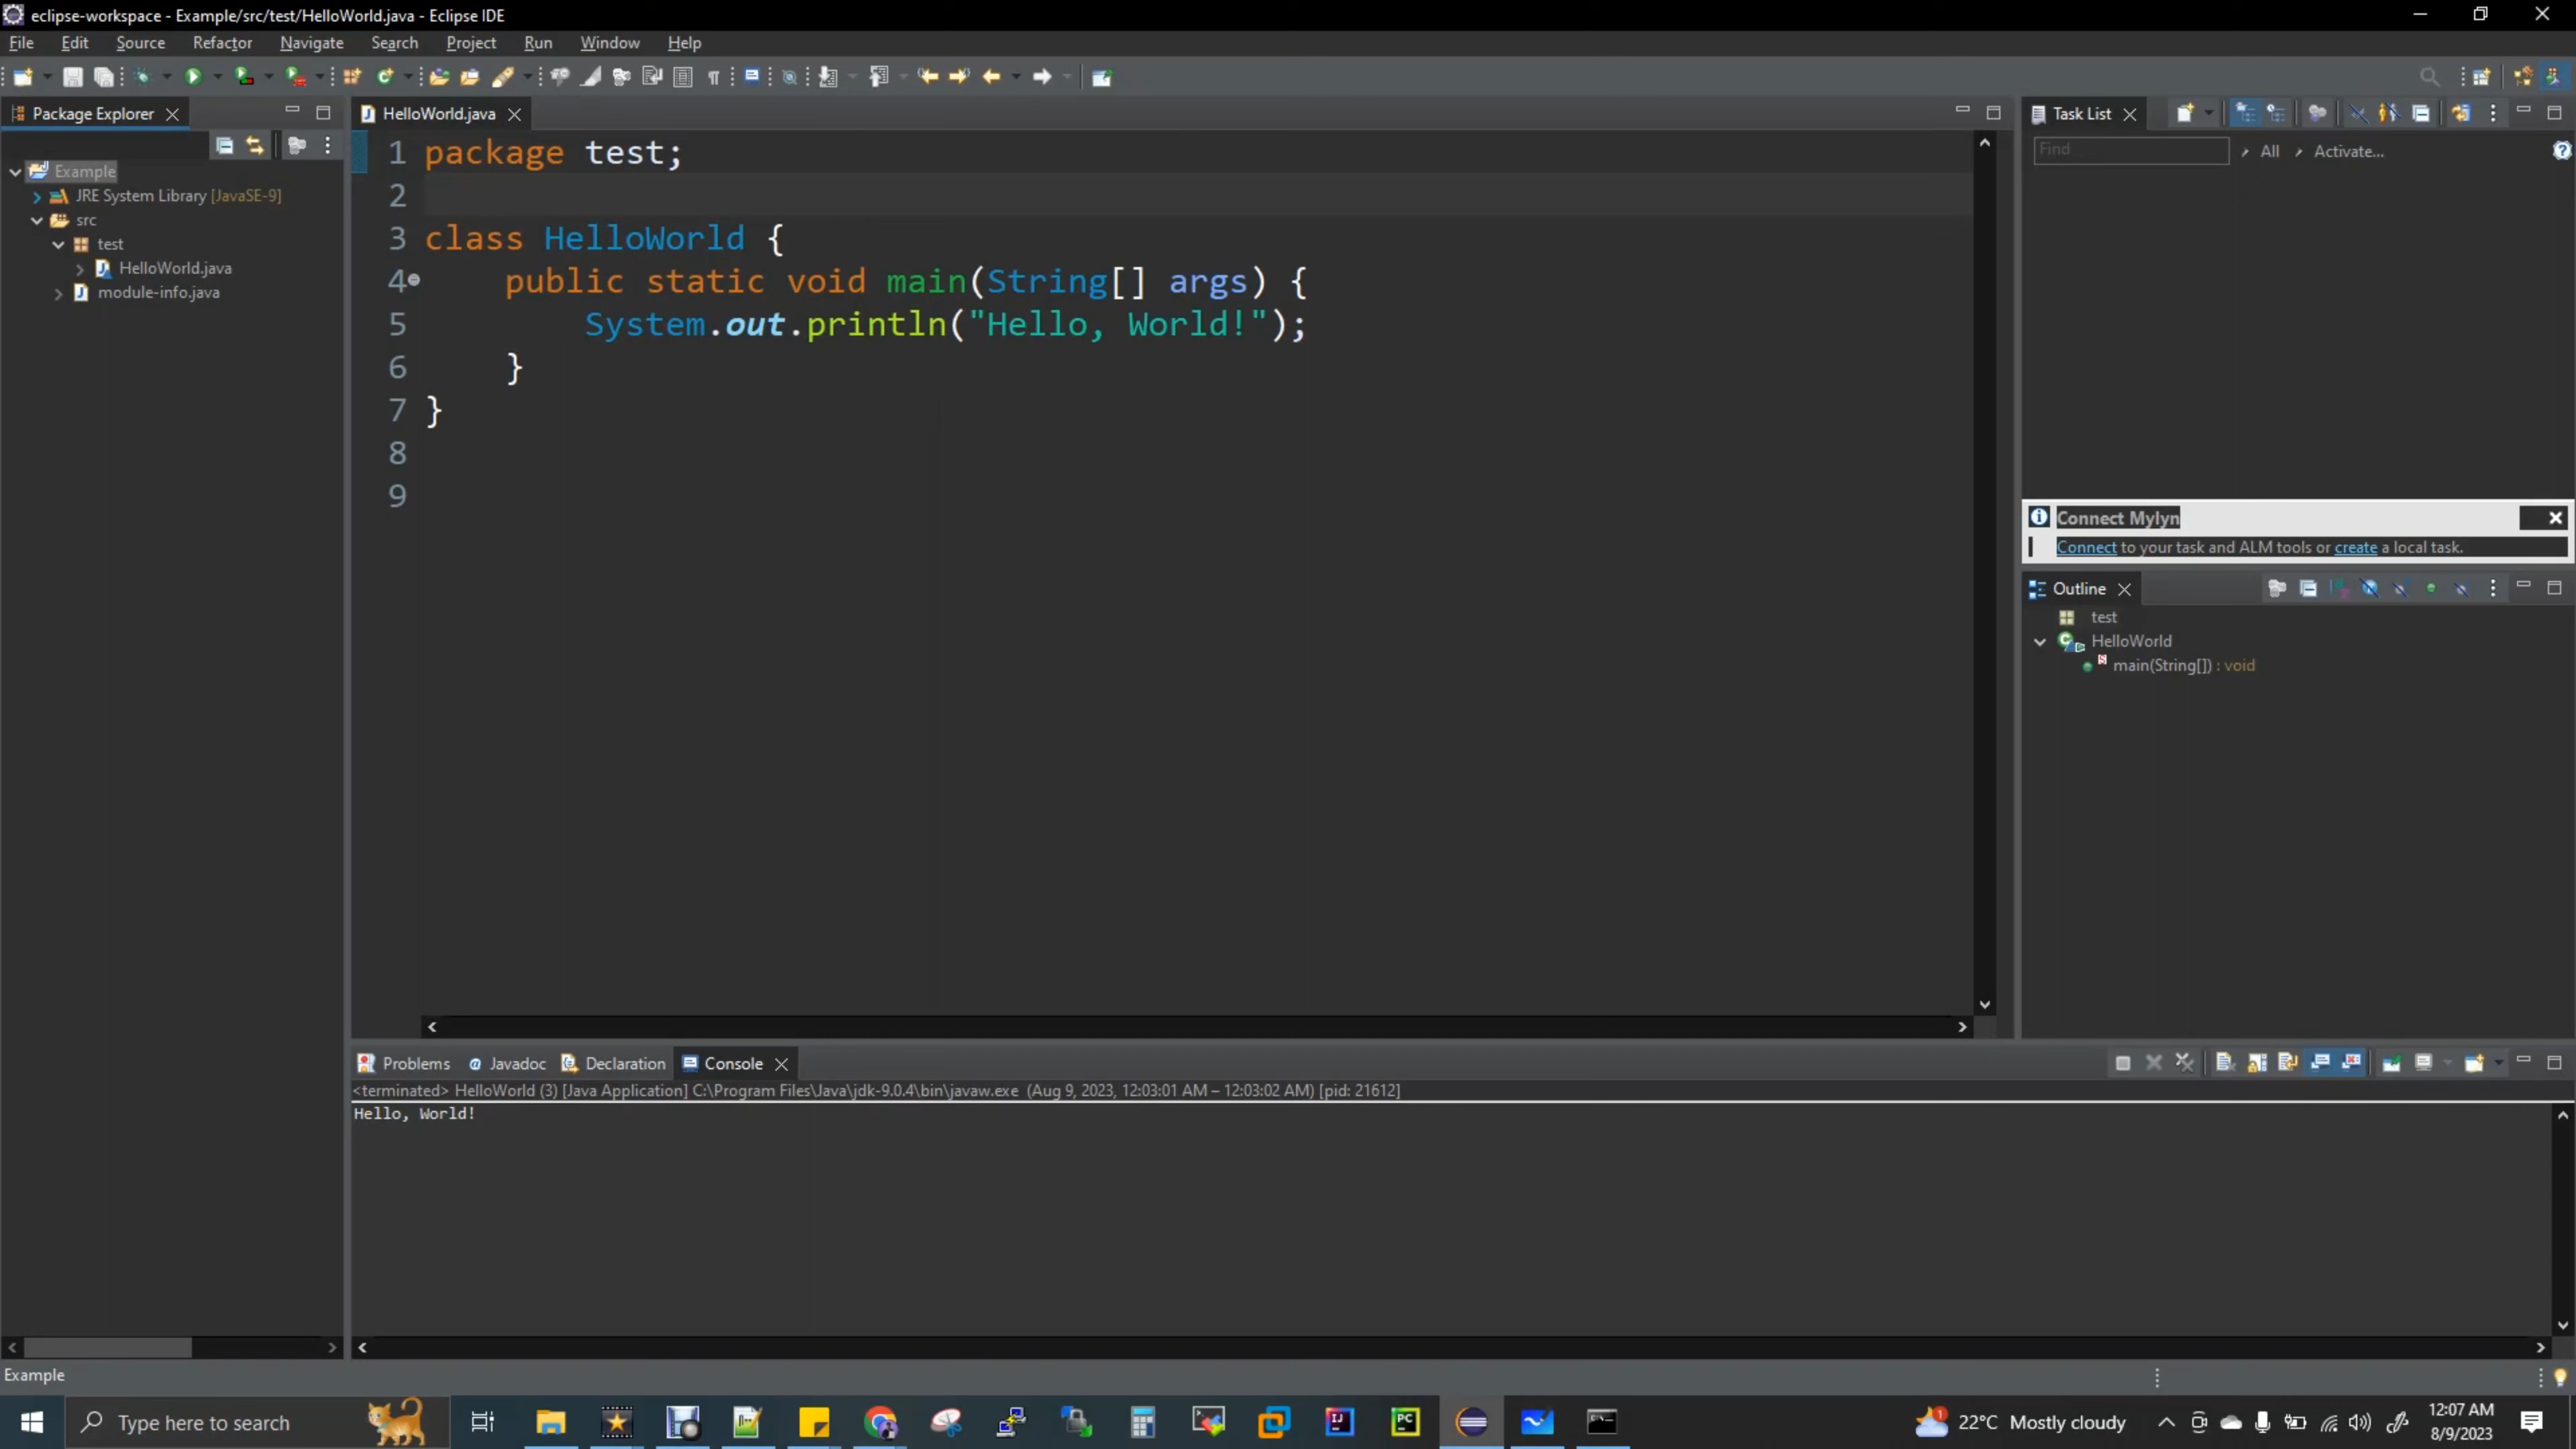 eclipse-workspace - Example/src/test/HelloWorld.java - Eclipse IDE
File Edit Source Refactor Navigate Search Project Run Window Help
Package Explorer
Example
JRE System Library [JavaSE-9]
src
test
HelloWorld.java
module-info.java
HelloWorld.java
1 package test;
2
3 class HelloWorld {
4 public static void main(String[] args) {
5 System.out.println("Hello, World!");
6 }
7 }
8
9
Task List
Find All Activate...
Connect Mylyn
Connect to your task and ALM tools or create a local task.
Outline
test
HelloWorld
main(String[]) : void
Problems Javadoc Declaration Console
<terminated> HelloWorld (3) [Java Application] C:\Program Files\Java\jdk-9.0.4\bin\javaw.exe (Aug 9, 2023, 12:03:01 AM – 12:03:02 AM) [pid: 21612]
Hello, World!
Example
Type here to search
IJ
PC
1
22°C Mostly cloudy
12:07 AM
8/9/2023